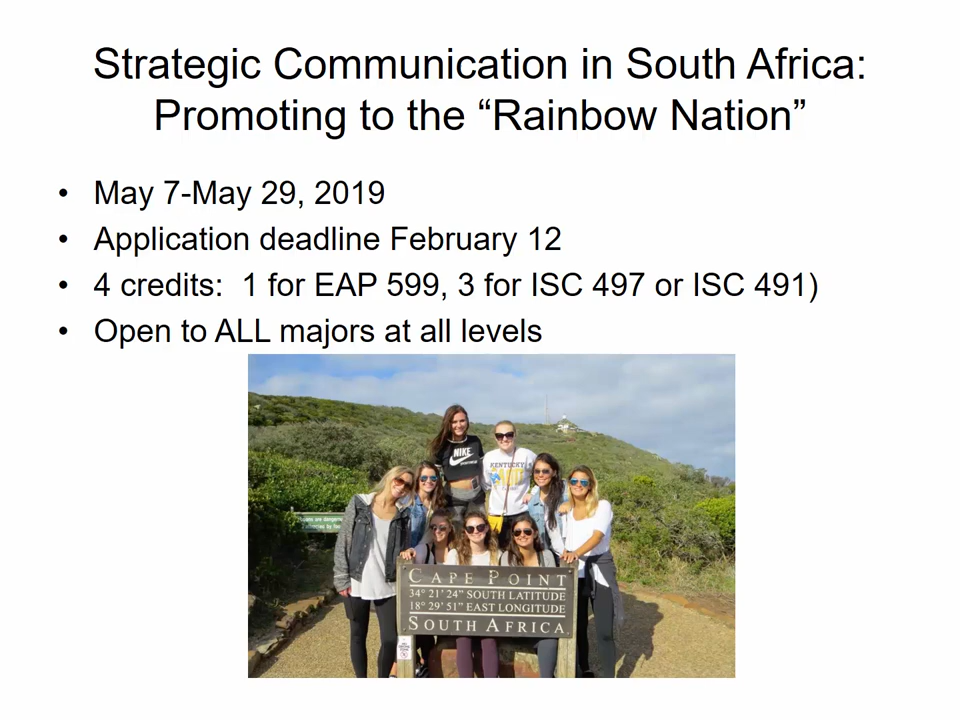 Strategic Communication in South Africa:
Promoting to the “Rainbow Nation”
• May 7-May 29, 2019
• Application deadline February 12
• 4 credits:  1 for EAP 599, 3 for ISC 497 or ISC 491)
• Open to ALL majors at all levels
NIKE
KENTUCKY
CAPE POINT
34° 21' 24" SOUTH LATITUDE
18° 29' 51" EAST LONGITUDE
SOUTH AFRICA